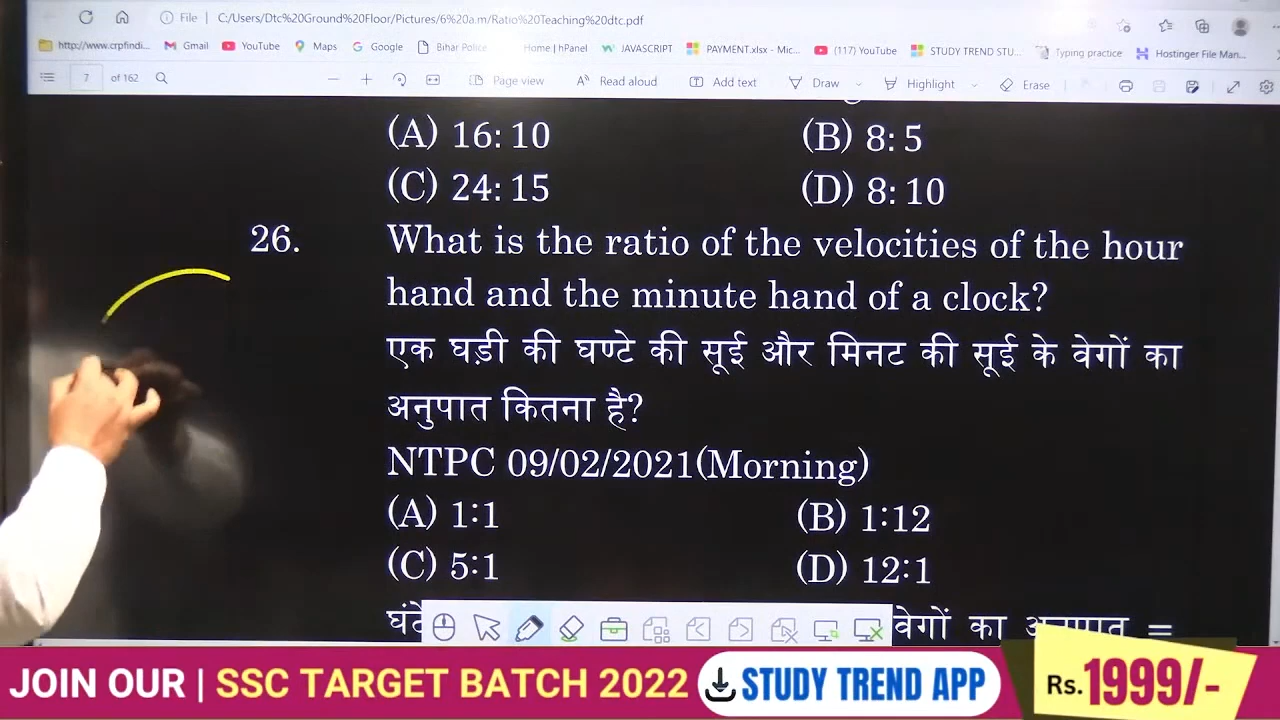 File | C:/Users/Dtc%20Ground%20Floor/Pictures/6%20a.m/Ratio%20Teaching%20dtc.pdf
http://www.crpfindi... Gmail YouTube Maps Google Bihar Police Home | hPanel JAVASCRIPT PAYMENT.xlsx - Mic... (117) YouTube STUDY TREND STU... Typing practice Hostinger File Man...
7 of 162 Page view Read aloud Add text Draw Highlight Erase
(A) 16:10 (B) 8:5
(C) 24:15 (D) 8:10
26. What is the ratio of the velocities of the hour
hand and the minute hand of a clock?
एक घड़ी की घण्टे की सूई और मिनट की सूई के वेगों का
अनुपात कितना है?
NTPC 09/02/2021(Morning)
(A) 1:1 (B) 1:12
(C) 5:1 (D) 12:1
वेगों का अनुपात =
JOIN OUR | SSC TARGET BATCH 2022 STUDY TREND APP Rs.1999/-